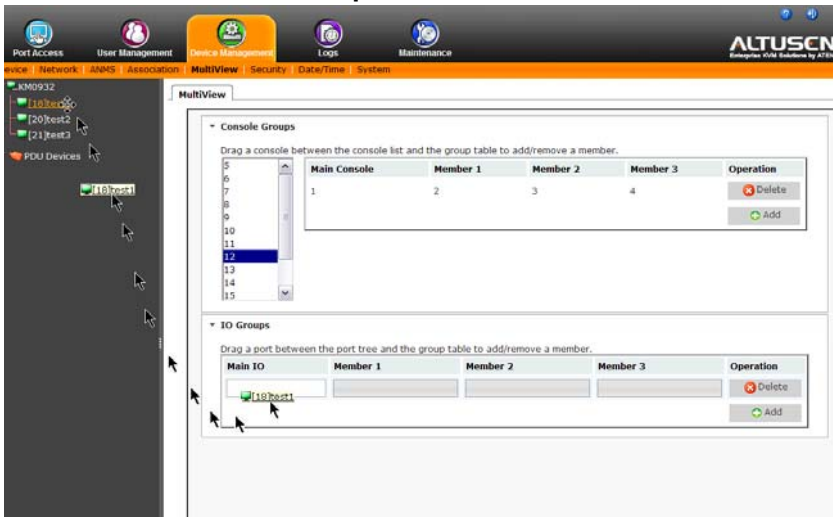 Port Access User Management Device Management Logs Maintenance
ALTUSEN
Enterprise KVM Solutions by ATEN
evice Network ANMS Association MultiView Security Date/Time System
KM0932
[20]test2
[21]test3
PDU Devices
[18]test1
MultiView
Console Groups
Drag a console between the console list and the group table to add/remove a member.
5
6
7
8
9
10
11
12
13
14
15
Main Console Member 1 Member 2 Member 3 Operation
1 2 3 4 Delete
Add
IO Groups
Drag a port between the port tree and the group table to add/remove a member.
Main IO Member 1 Member 2 Member 3 Operation
[18]test1 Delete
Add